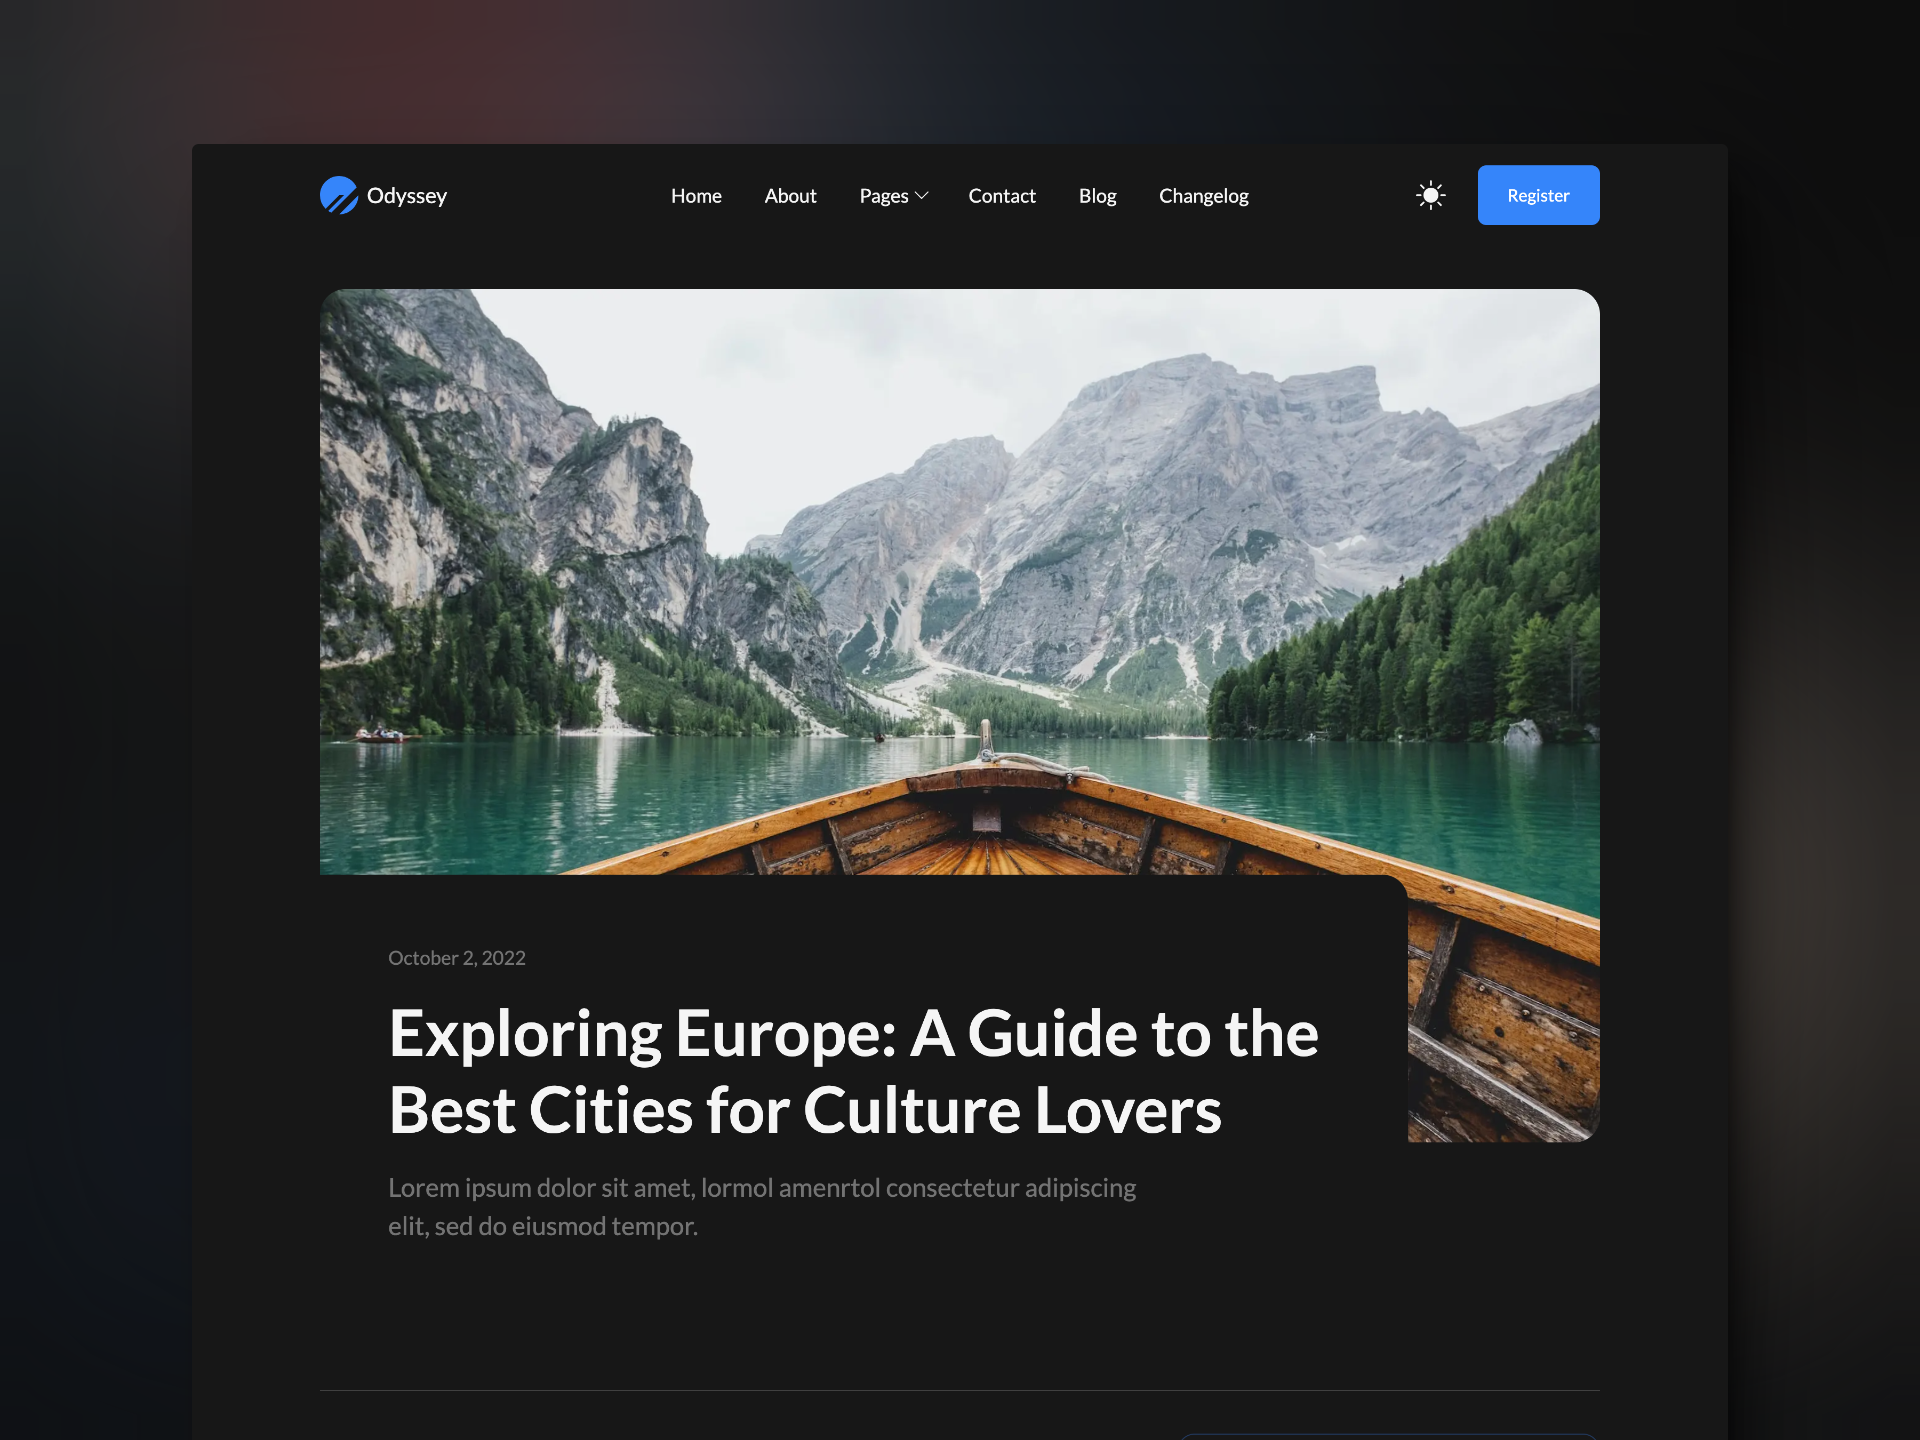 Odyssey
Home About Pages Contact Blog Changelog
Register
October 2, 2022
Exploring Europe: A Guide to the
Best Cities for Culture Lovers
Lorem ipsum dolor sit amet, lormol amenrtol consectetur adipiscing
elit, sed do eiusmod tempor.